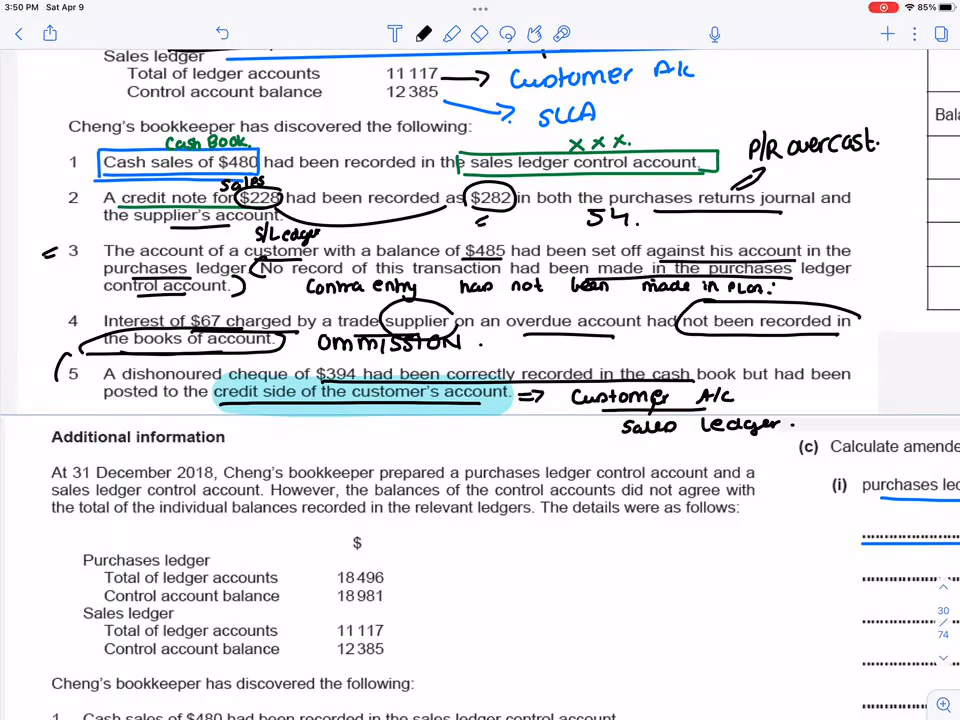 3:50 PM Sat Apr 9
85%
Sales ledger
Total of ledger accounts 11 117 Customer A/c
Control account balance 12 385 SLCA
Bala
Cheng's bookkeeper has discovered the following:
Cash Book. x x x. P/R overcast.
1 Cash sales of $480 had been recorded in the sales ledger control account.
sales
2 A credit note for $228 had been recorded as $282 in both the purchases returns journal and
the supplier's account. 54.
S/Ledger
3 The account of a customer with a balance of $485 had been set off against his account in the
purchases ledger. No record of this transaction had been made in the purchases ledger
control account. Contra entry has not been made in PLCA.
4 Interest of $67 charged by a trade supplier on an overdue account had not been recorded in
the books of account. OMMISSION.
5 A dishonoured cheque of $394 had been correctly recorded in the cash book but had been
posted to the credit side of the customer's account. => Customer A/c
Sales Ledger.
Additional information
(c) Calculate amende
At 31 December 2018, Cheng's bookkeeper prepared a purchases ledger control account and a
sales ledger control account. However, the balances of the control accounts did not agree with
the total of the individual balances recorded in the relevant ledgers. The details were as follows:
(i) purchases led
$
Purchases ledger
Total of ledger accounts 18 496
Control account balance 18 981
Sales ledger
Total of ledger accounts 11 117
Control account balance 12 385
30
/
74
Cheng's bookkeeper has discovered the following:
1 Cash sales of $480 had been recorded in the sales ledger control account.